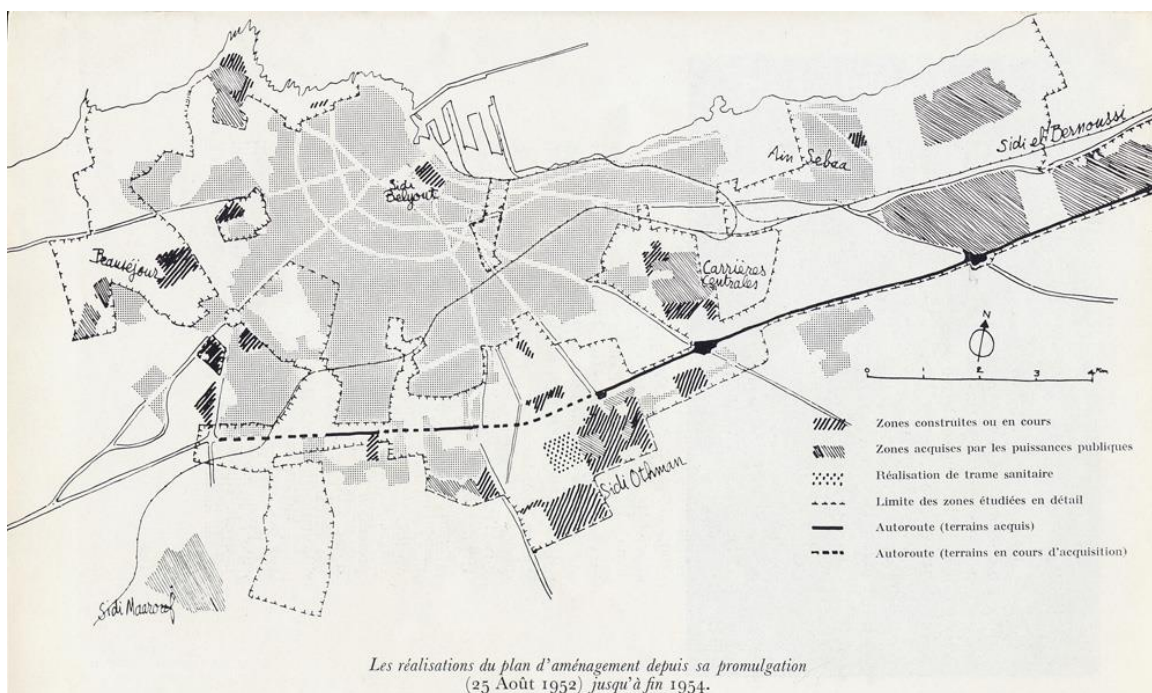 Sidi Belyout
Ain-Sebaa
Sidi el Bernoussi
Beauséjour
Carrières
Centrales
N
0 1 2 3 4 Km
Zones construites ou en cours
Zones acquises par les puissances publiques
Réalisation de trame sanitaire
Limite des zones étudiées en détail
Autoroute (terrains acquis)
Autoroute (terrains en cours d'acquisition)
E
Sidi Othman
Sidi Maarouf
Les réalisations du plan d'aménagement depuis sa promulgation
(25 Août 1952) jusqu'à fin 1954.